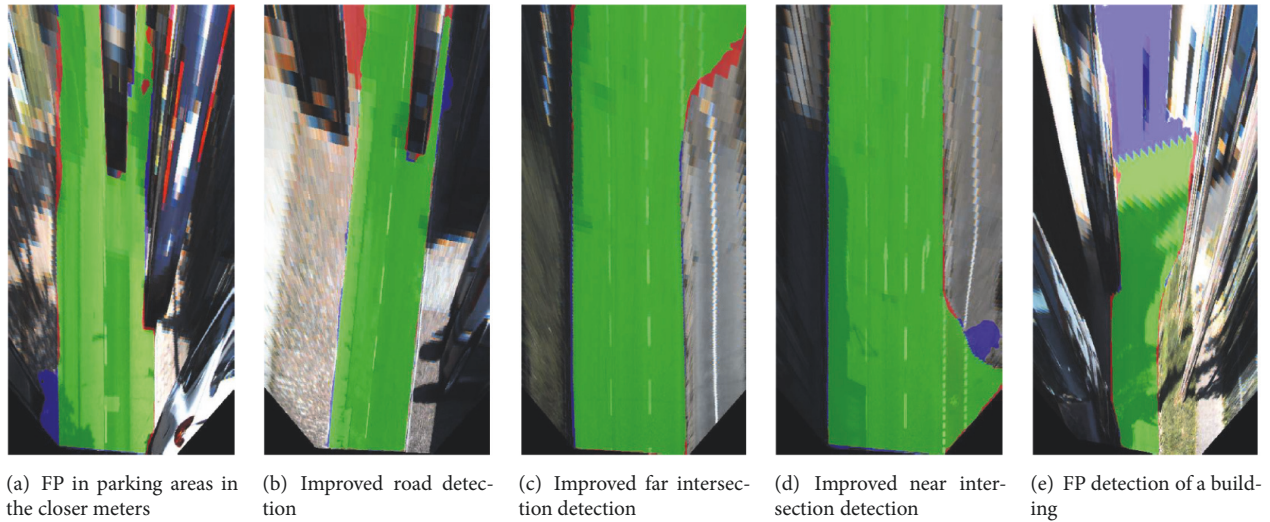 (a) FP in parking areas in
the closer meters
(b) Improved road detec-
tion
(c) Improved far intersec-
tion detection
(d) Improved near inter-
section detection
(e) FP detection of a build-
ing